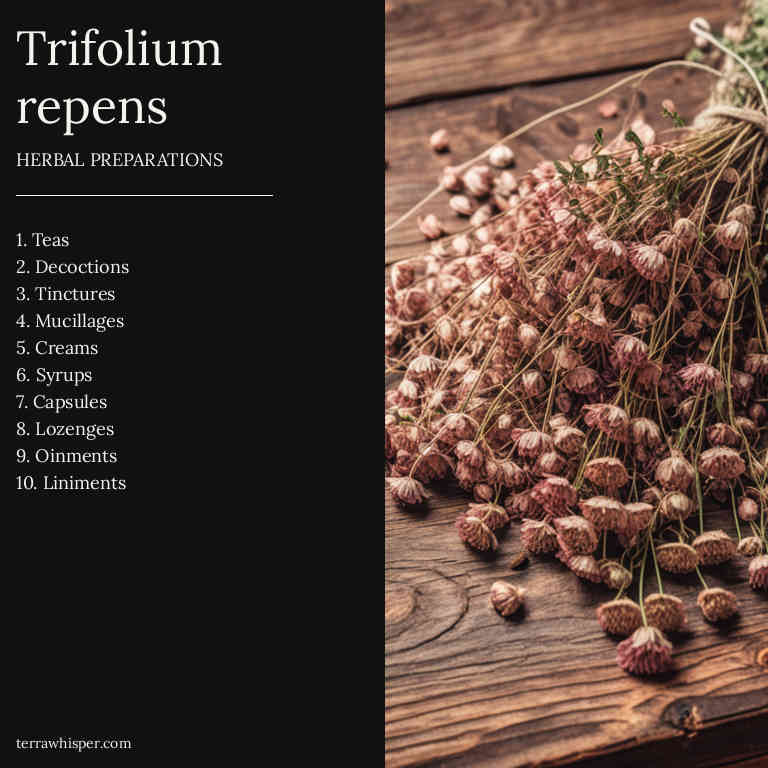 Trifolium
repens
HERBAL PREPARATIONS
1. Teas
2. Decoctions
3. Tinctures
4. Mucillages
5. Creams
6. Syrups
7. Capsules
8. Lozenges
9. Oinments
10. Liniments
terrawhisper.com